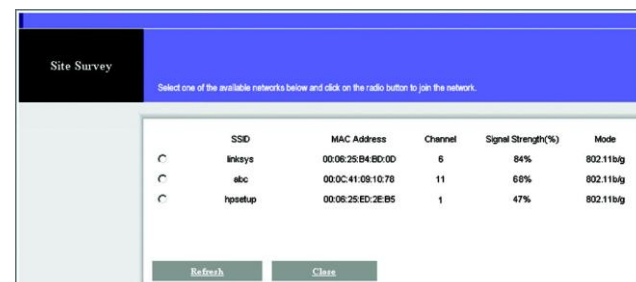 Site Survey
Select one of the available networks below and click on the radio button to join the network.
SSID MAC Address Channel Signal Strength(%) Mode
linksys 00:06:25:B4:BD:0D 6 84% 802.11b/g
abc 00:0C:41:09:10:78 11 68% 802.11b/g
hpsetup 00:06:25:ED:2E:B5 1 47% 802.11b/g
Refresh Close